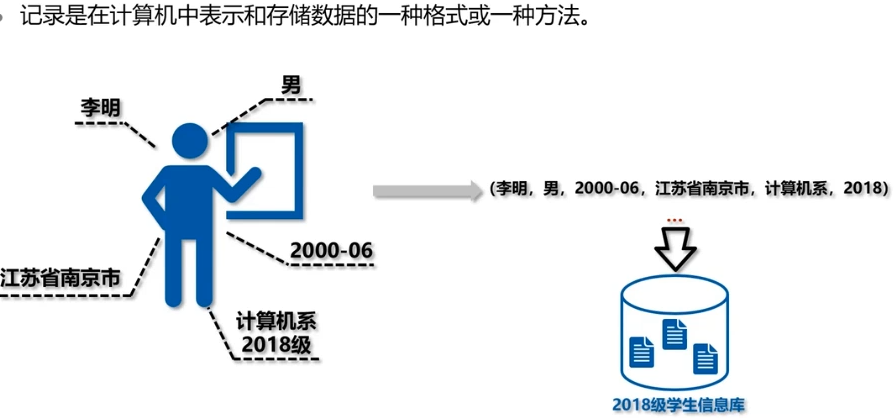 记录是在计算机中表示和存储数据的一种格式或一种方法。
李明
男
2000-06
江苏省南京市
计算机系
2018级
(李明，男，2000-06，江苏省南京市，计算机系，2018)
...
2018级学生信息库